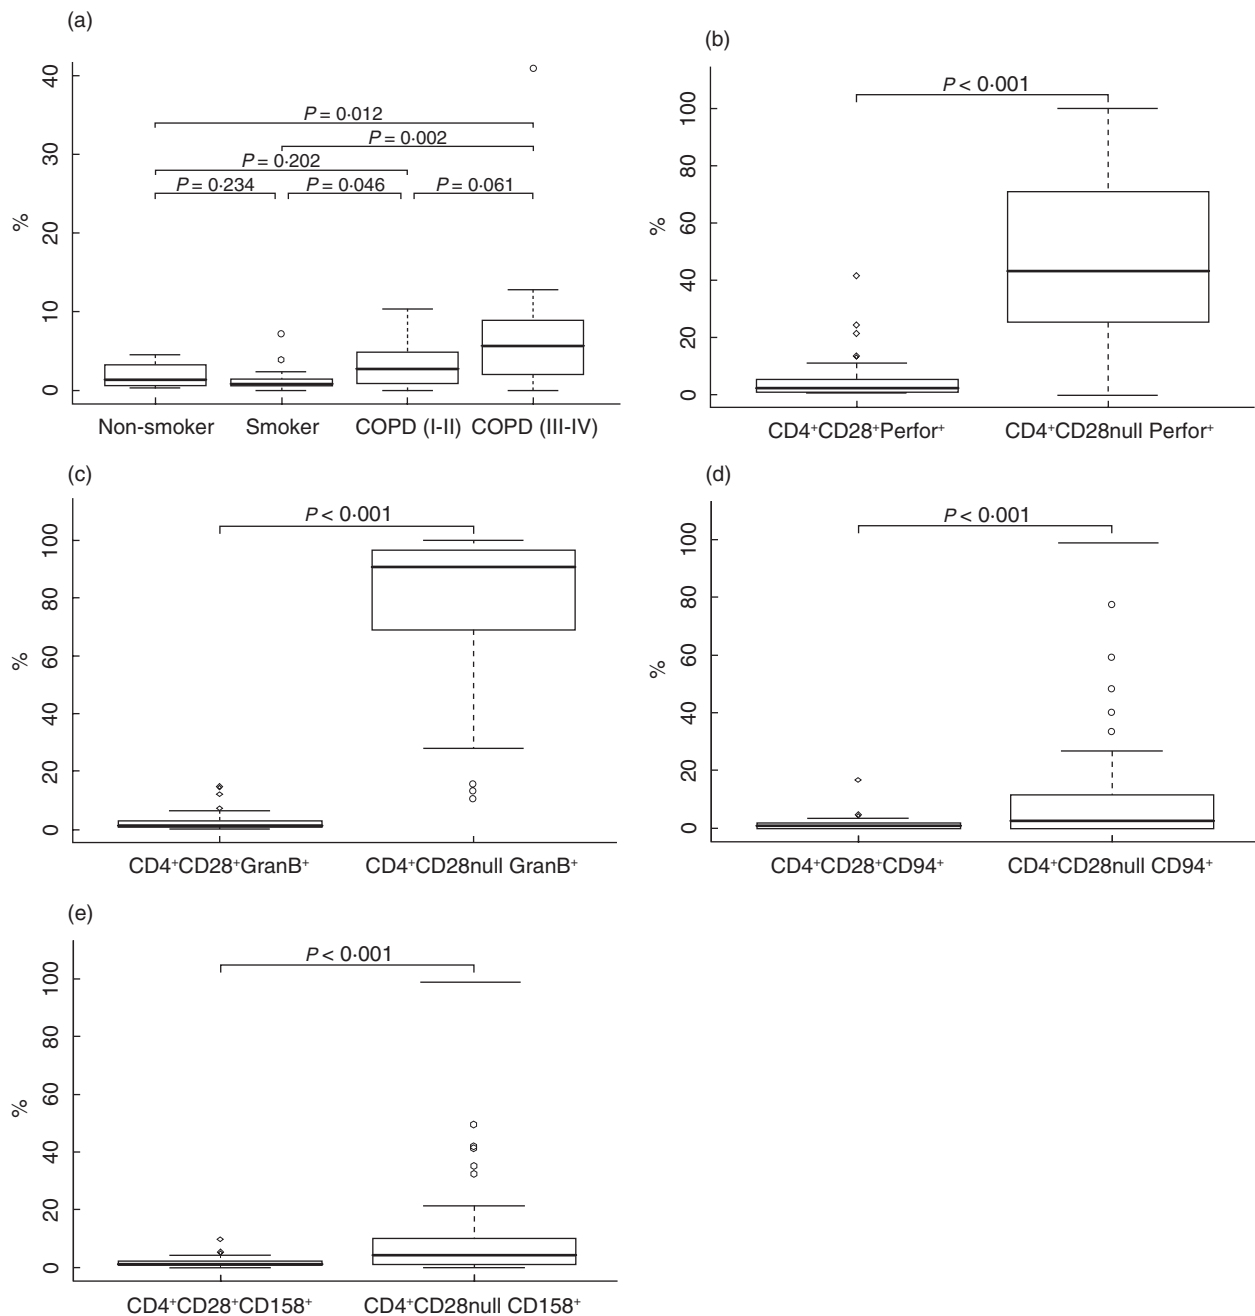 (a)
40
30
20
10
0
%
P = 0·012
P = 0·002
P = 0·202
P = 0·234
P = 0·046
P = 0·061
Non-smoker
Smoker
COPD (I-II)
COPD (III-IV)
(b)
100
80
60
40
20
0
%
P < 0·001
CD4⁺CD28⁺Perfor⁺
CD4⁺CD28null Perfor⁺
(c)
100
80
60
40
20
0
%
P < 0·001
CD4⁺CD28⁺GranB⁺
CD4⁺CD28null GranB⁺
(d)
100
80
60
40
20
0
%
P < 0·001
CD4⁺CD28⁺CD94⁺
CD4⁺CD28null CD94⁺
(e)
100
80
60
40
20
0
%
P < 0·001
CD4⁺CD28⁺CD158⁺
CD4⁺CD28null CD158⁺